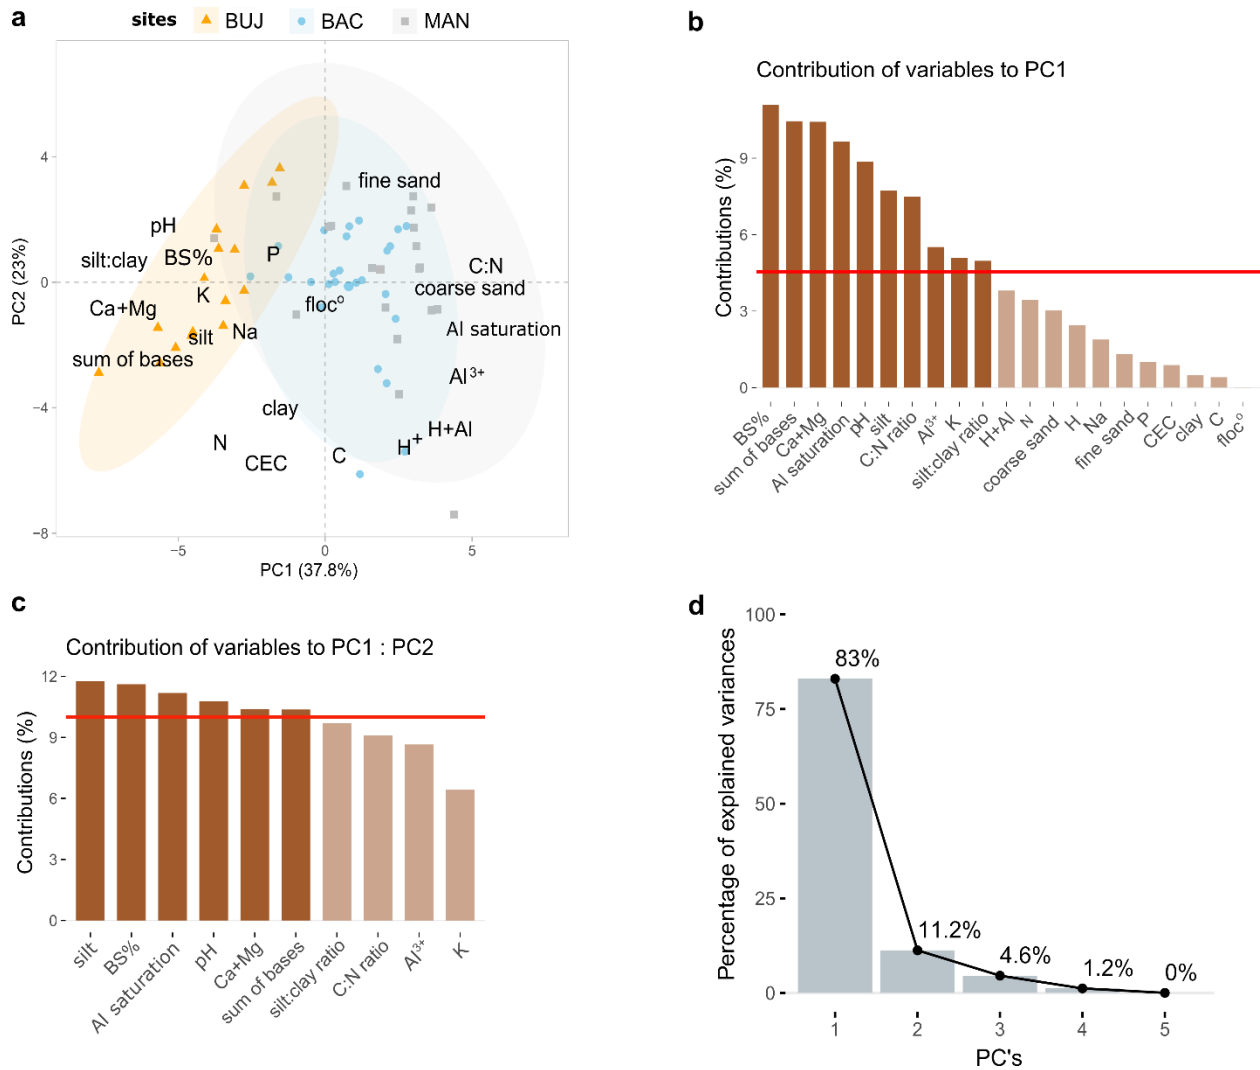 a
sites BUJ BAC MAN
4
0
−4
−8
PC2 (23%)
fine sand
pH
P
silt:clay BS%
C:N
K
coarse sand
Ca+Mg
floc°
silt Na
Al saturation
sum of bases
Al3+
clay
N
H+ H+Al
CEC C
−5 0 5
PC1 (37.8%)
b
Contribution of variables to PC1
Contributions (%)
9
6
3
0
BS%
sum of bases
Ca+Mg
Al saturation
pH
silt
C:N ratio
Al3+
K
silt:clay ratio
H+Al
N
coarse sand
H
Na
fine sand
P
CEC
clay
C
floc°
c
Contribution of variables to PC1 : PC2
Contributions (%)
12
9
6
3
0
silt
BS%
Al saturation
pH
Ca+Mg
sum of bases
silt:clay ratio
C:N ratio
Al3+
K
d
Percentage of explained variances
100
75
50
25
0
83%
11.2%
4.6%
1.2%
0%
1 2 3 4 5
PC's